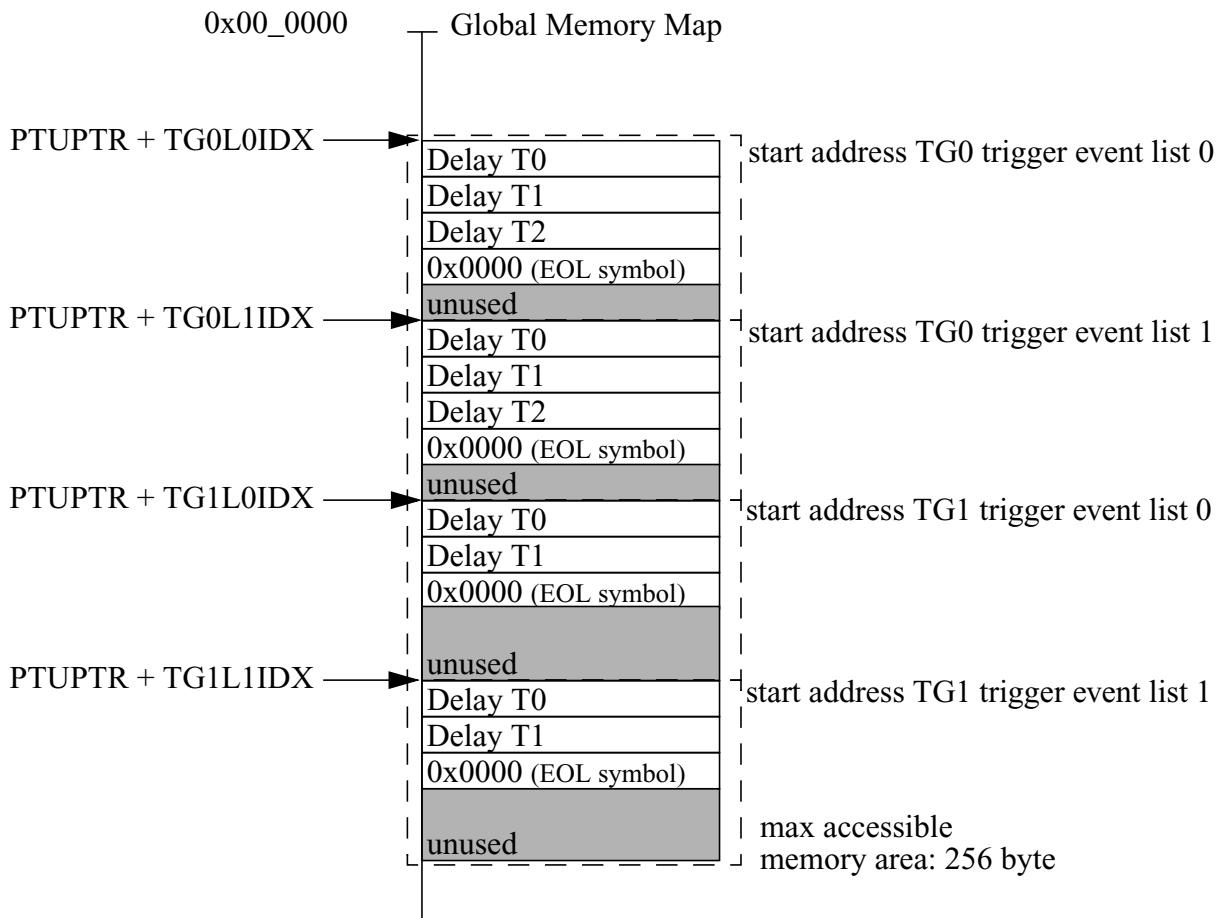 0x00_0000 Global Memory Map
PTUPTR + TG0L0IDX
start address TG0 trigger event list 0
Delay T0
Delay T1
Delay T2
0x0000 (EOL symbol)
unused
PTUPTR + TG0L1IDX
start address TG0 trigger event list 1
Delay T0
Delay T1
Delay T2
0x0000 (EOL symbol)
unused
PTUPTR + TG1L0IDX
start address TG1 trigger event list 0
Delay T0
Delay T1
0x0000 (EOL symbol)
unused
PTUPTR + TG1L1IDX
start address TG1 trigger event list 1
Delay T0
Delay T1
0x0000 (EOL symbol)
unused
max accessible
memory area: 256 byte